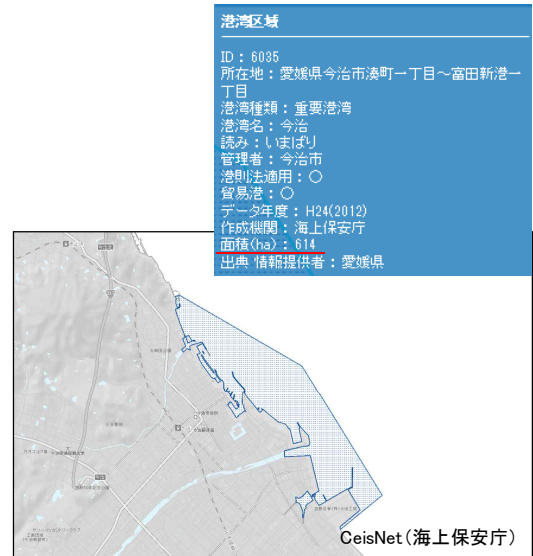 港湾区域
ID : 6035
所在地 : 愛媛県今治市湊町一丁目～富田新港一
丁目
港湾種類 : 重要港湾
港湾名 : 今治
読み : いまばり
管理者 : 今治市
港則法適用 : ○
貿易港 : ○
データ年度 : H24(2012)
作成機関 : 海上保安庁
面積(ha) : 614
出典 情報提供者 : 愛媛県
CeisNet(海上保安庁)